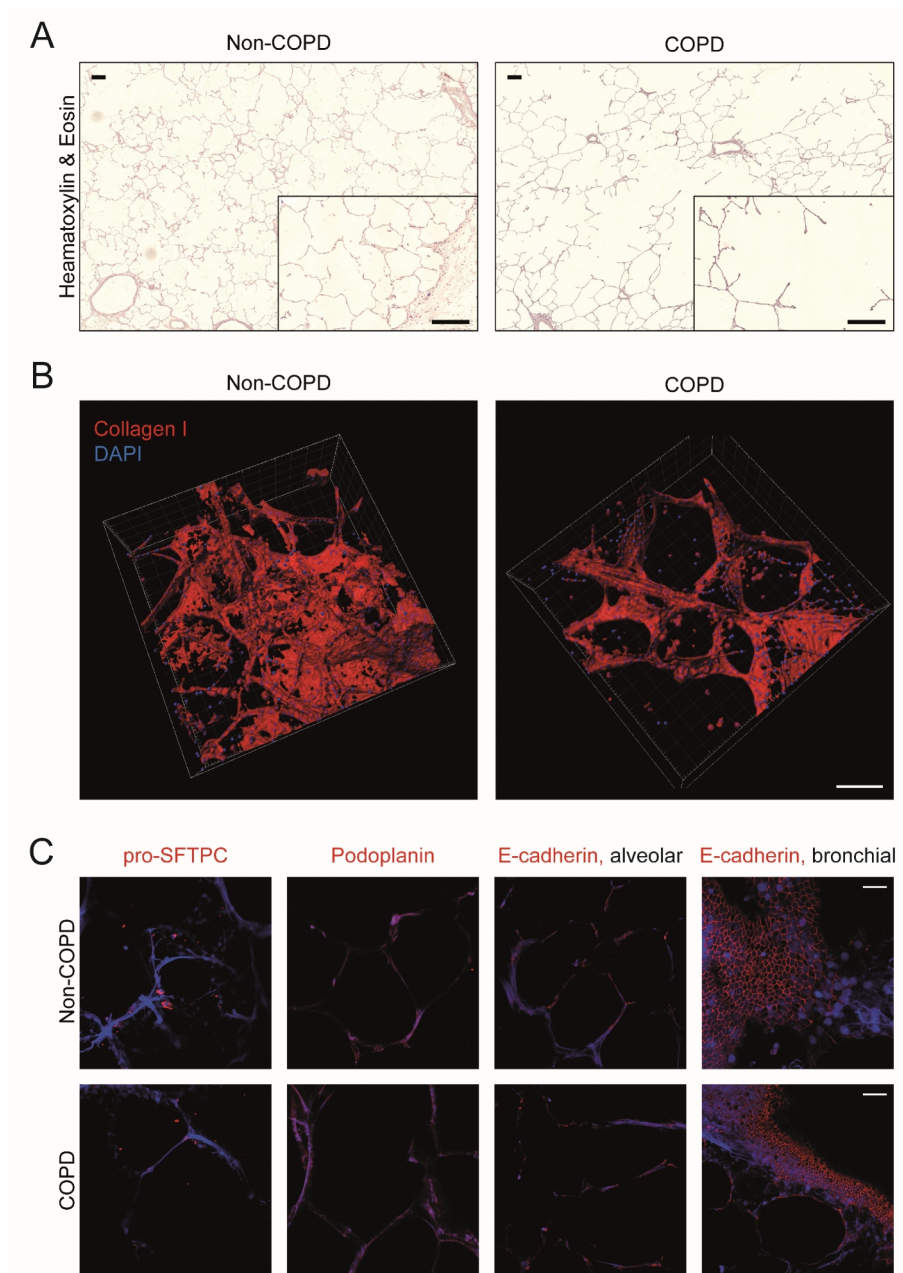 A
Non-COPD
COPD
Heamatoxylin & Eosin
B
Non-COPD
COPD
Collagen I
DAPI
C
pro-SFTPC
Podoplanin
E-cadherin, alveolar
E-cadherin, bronchial
Non-COPD
COPD